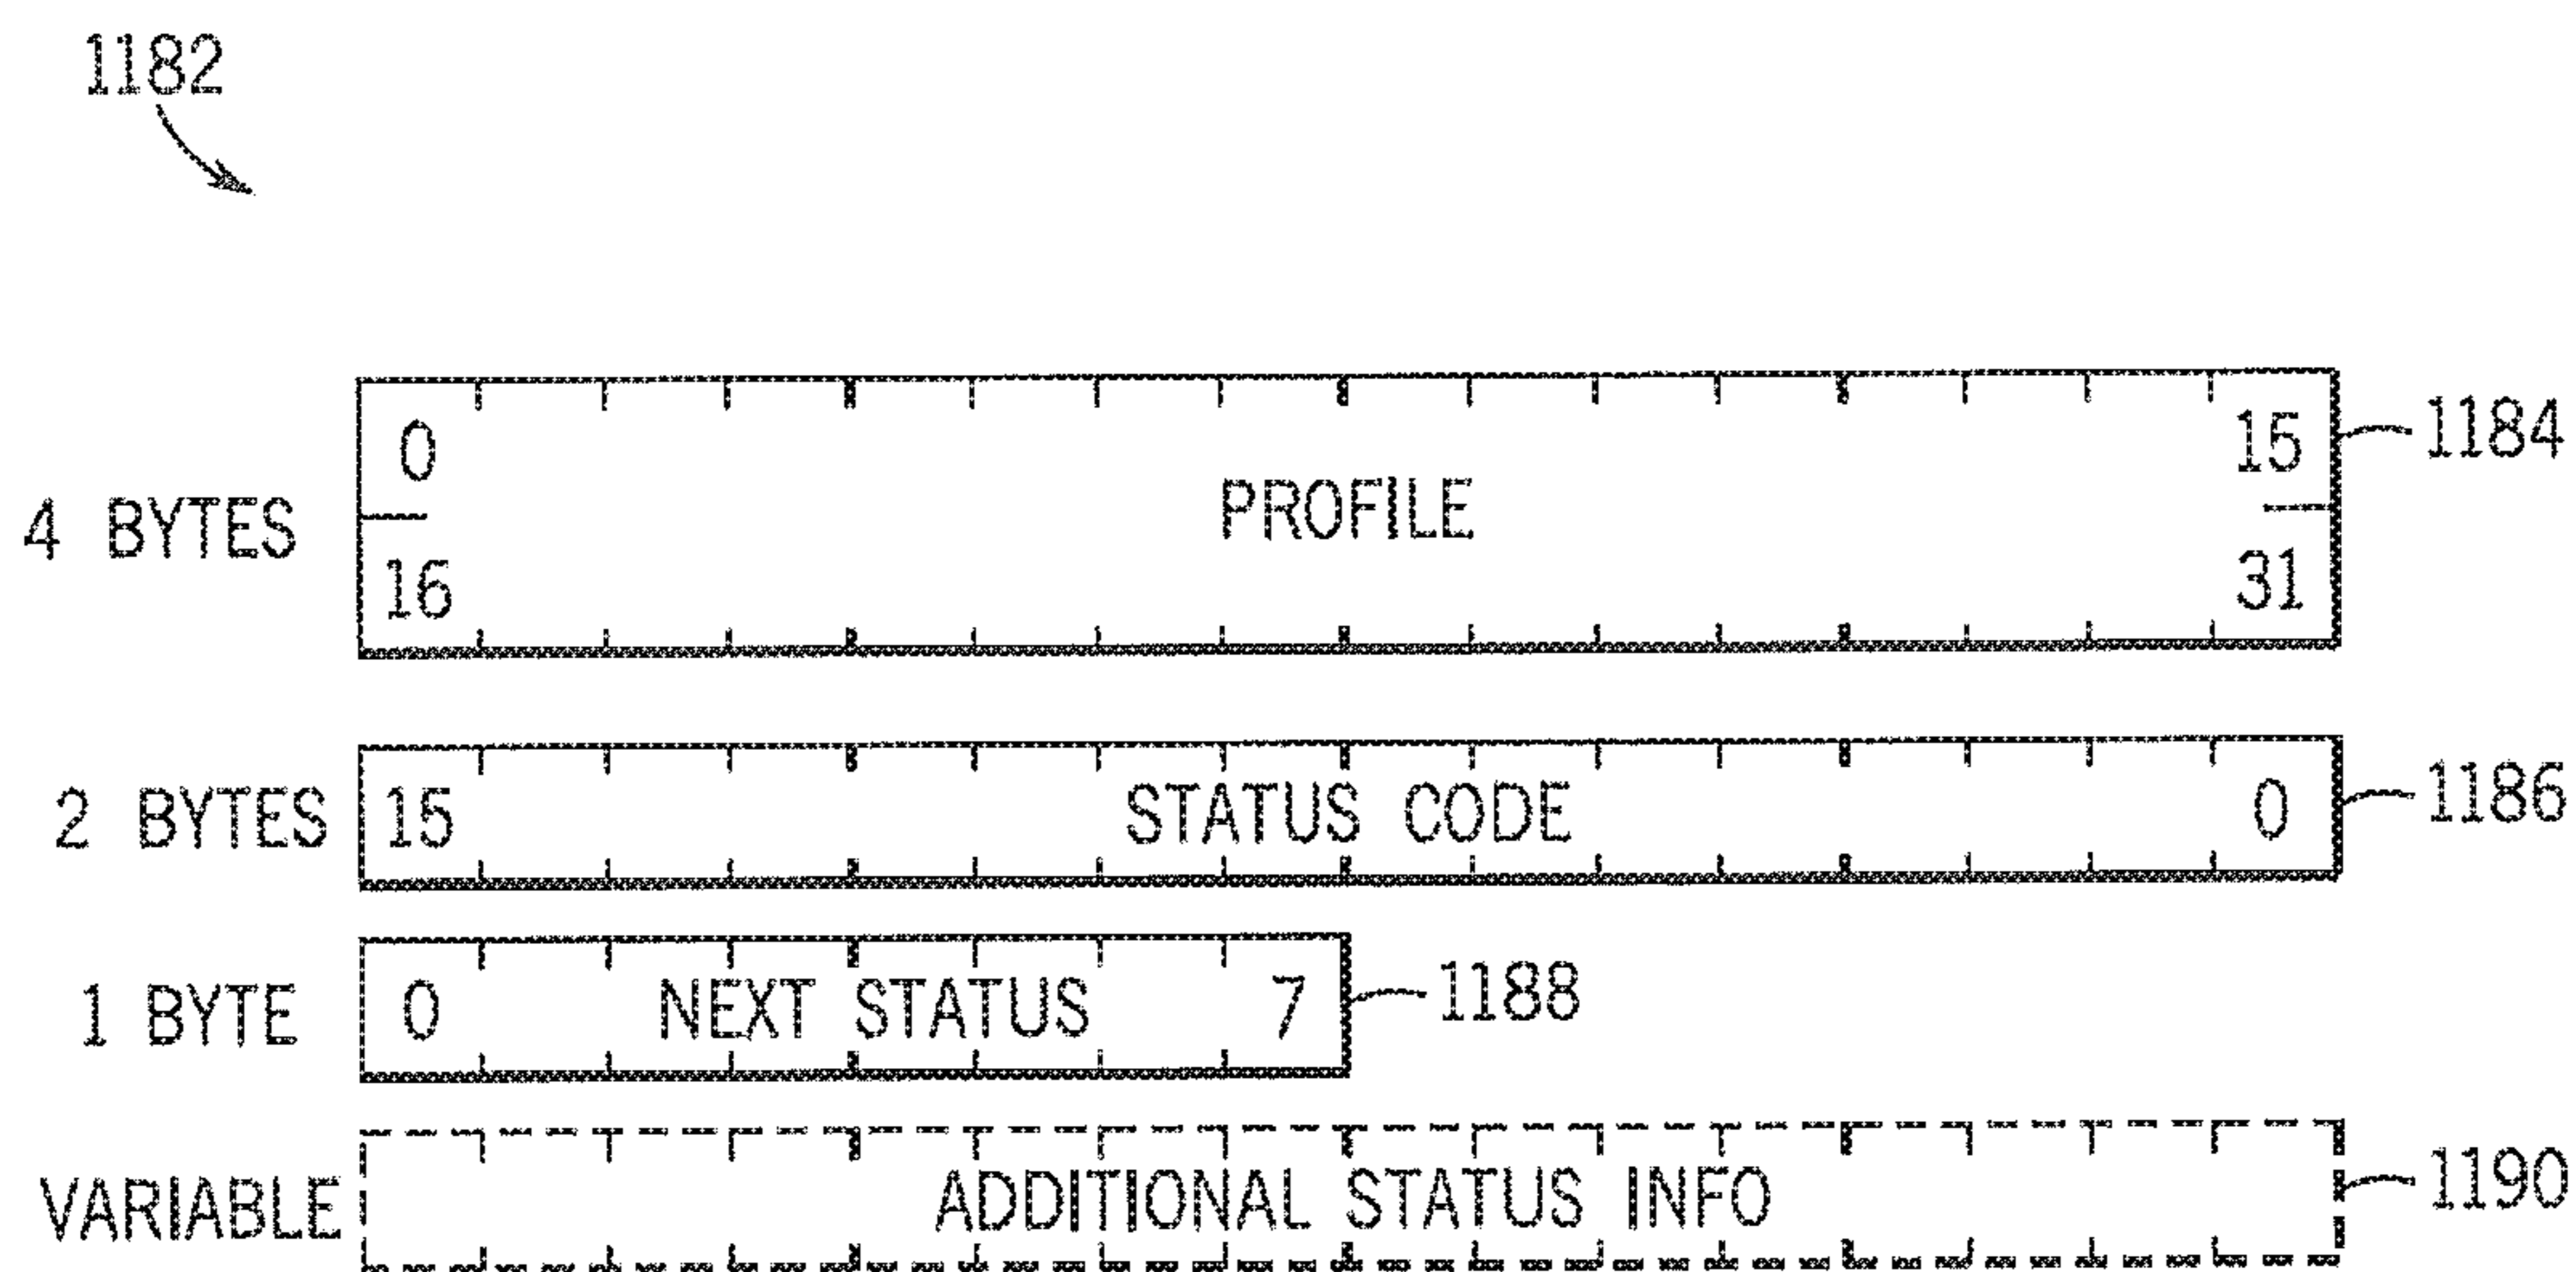 1182
0 15 1184
4 BYTES PROFILE
16 31
2 BYTES 15 STATUS CODE 0 1186
1 BYTE 0 NEXT STATUS 7 1188
VARIABLE ADDITIONAL STATUS INFO 1190